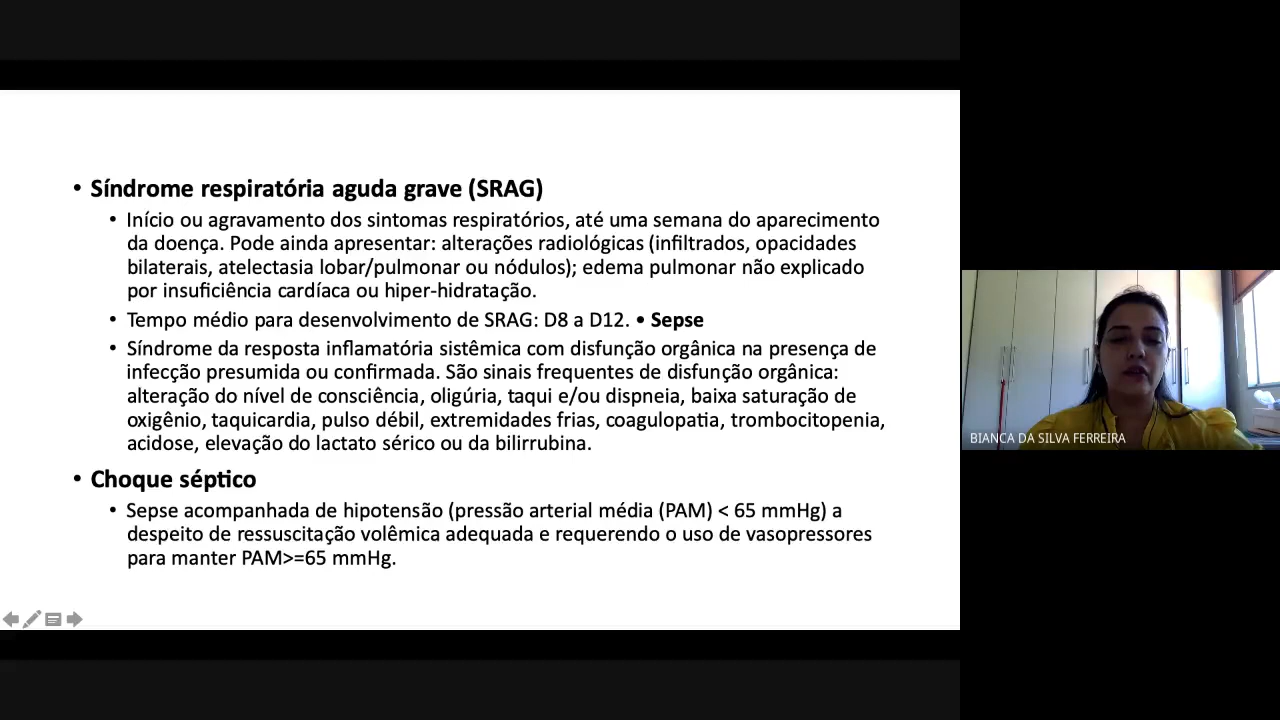 • Síndrome respiratória aguda grave (SRAG)
• Início ou agravamento dos sintomas respiratórios, até uma semana do aparecimento
da doença. Pode ainda apresentar: alterações radiológicas (infiltrados, opacidades
bilaterais, atelectasia lobar/pulmonar ou nódulos); edema pulmonar não explicado
por insuficiência cardíaca ou hiper-hidratação.
• Tempo médio para desenvolvimento de SRAG: D8 a D12. • Sepse
• Síndrome da resposta inflamatória sistêmica com disfunção orgânica na presença de
infecção presumida ou confirmada. São sinais frequentes de disfunção orgânica:
alteração do nível de consciência, oligúria, taqui e/ou dispneia, baixa saturação de
oxigênio, taquicardia, pulso débil, extremidades frias, coagulopatia, trombocitopenia,
acidose, elevação do lactato sérico ou da bilirrubina.
• Choque séptico
• Sepse acompanhada de hipotensão (pressão arterial média (PAM) < 65 mmHg) a
despeito de ressuscitação volêmica adequada e requerendo o uso de vasopressores
para manter PAM>=65 mmHg.
BIANCA DA SILVA FERREIRA